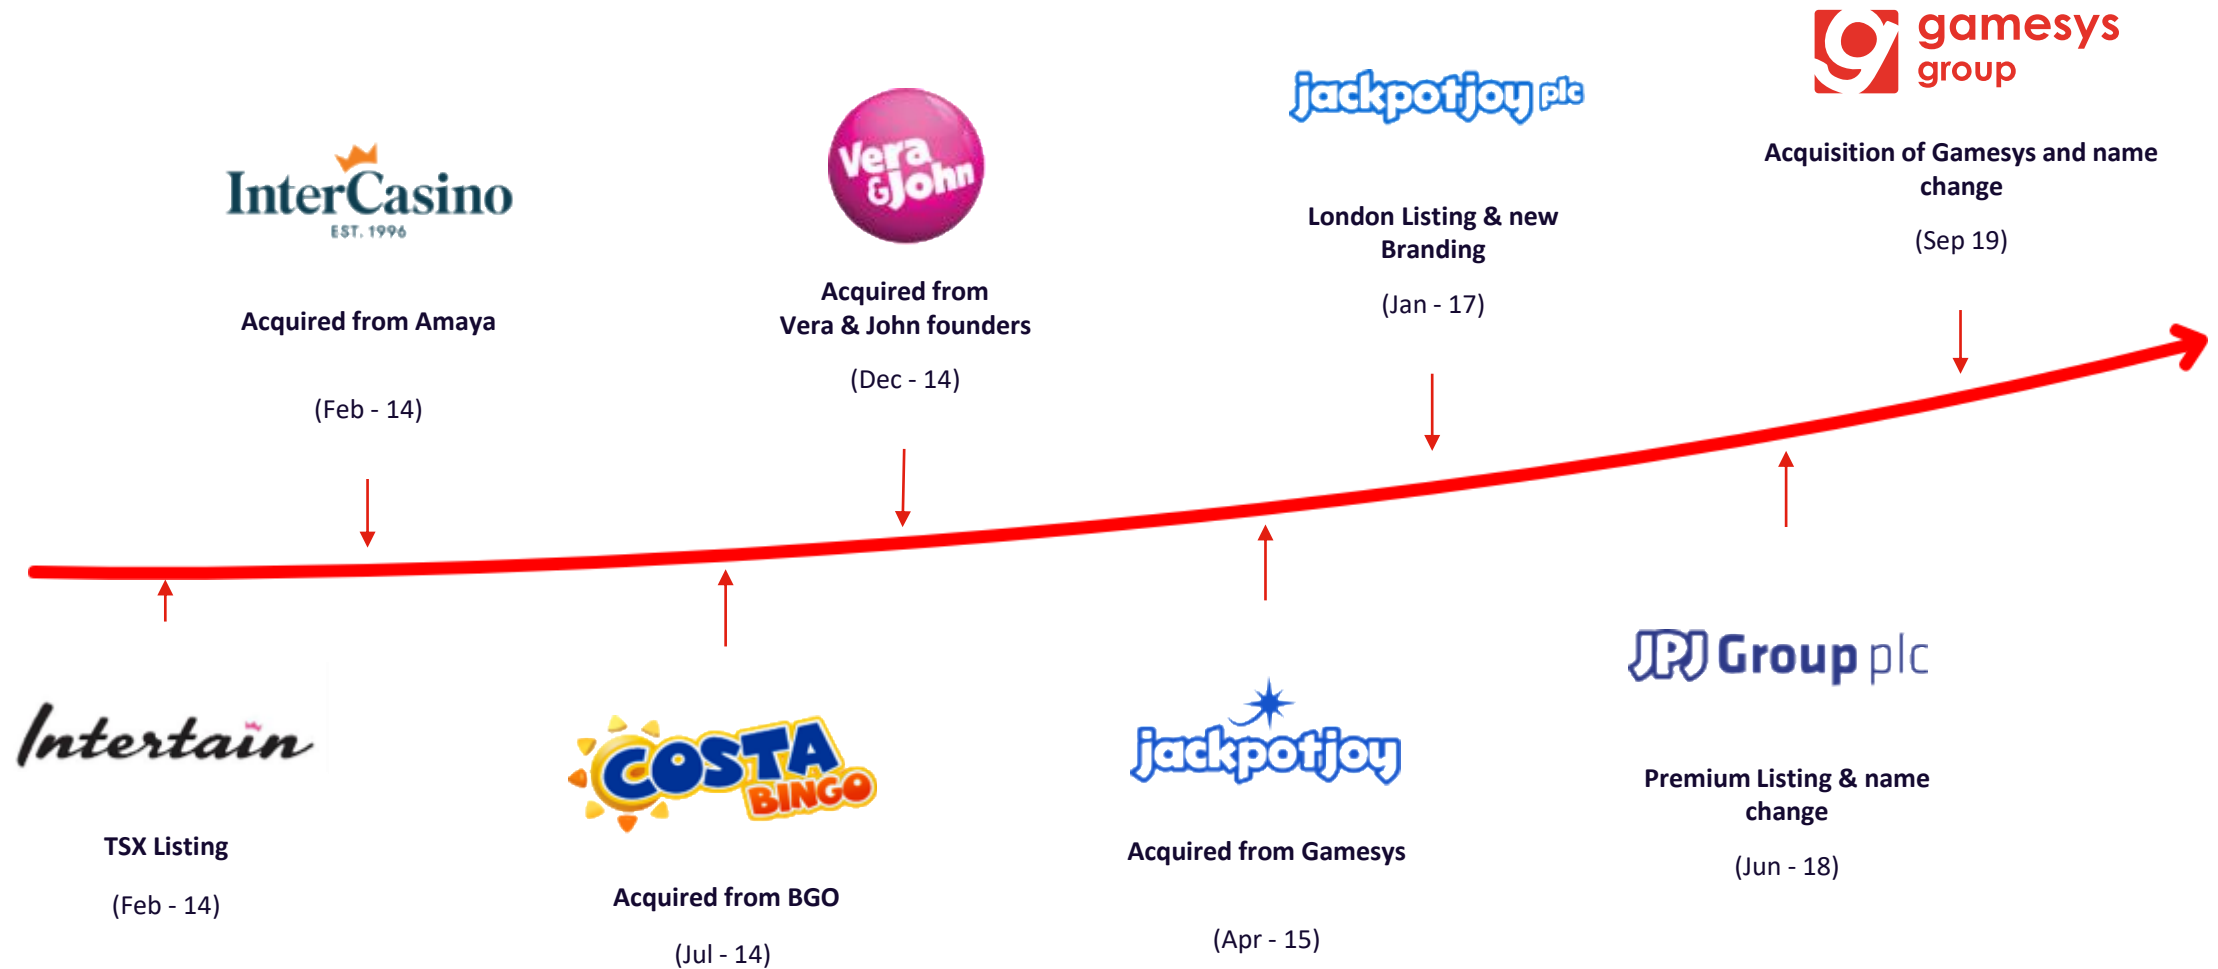 Intertain
TSX Listing
(Feb - 14)
InterCasino
EST. 1996
Acquired from Amaya
(Feb - 14)
COSTA
BINGO
Acquired from BGO
(Jul - 14)
Vera
&John
Acquired from
Vera & John founders
(Dec - 14)
jackpotjoy
Acquired from Gamesys
(Apr - 15)
jackpotjoy plc
London Listing & new
Branding
(Jan - 17)
JPJ Group plc
Premium Listing & name
change
(Jun - 18)
gamesys
group
Acquisition of Gamesys and name
change
(Sep 19)